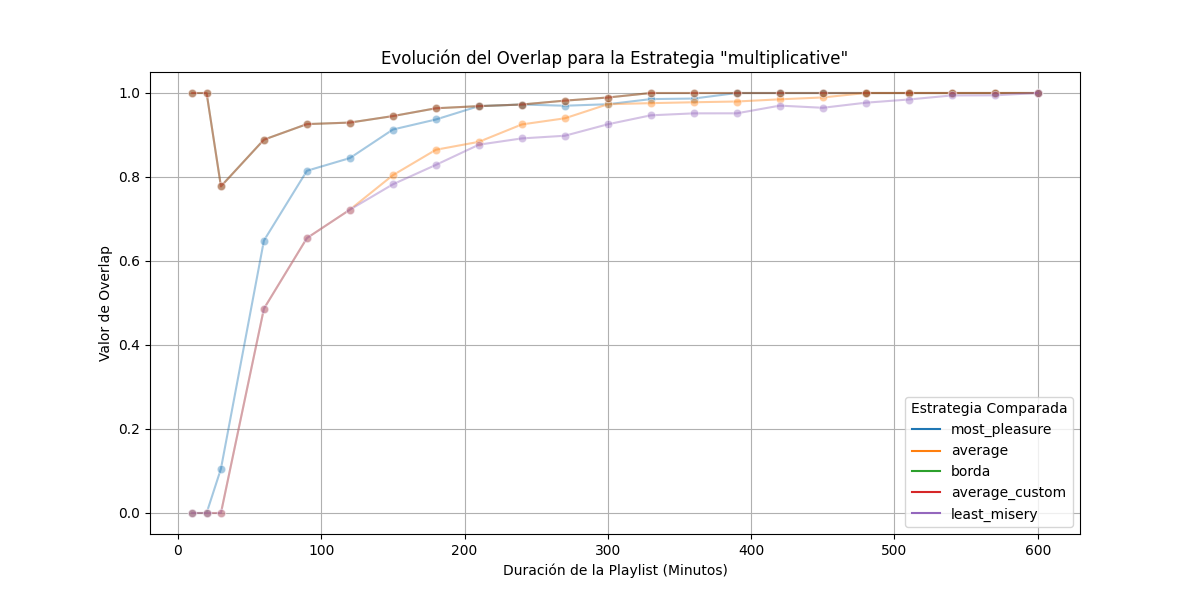 Evolución del Overlap para la Estrategia "multiplicative"
Valor de Overlap
1.0
0.8
0.6
0.4
0.2
0.0
0 100 200 300 400 500 600
Duración de la Playlist (Minutos)
Estrategia Comparada
most_pleasure
average
borda
average_custom
least_misery